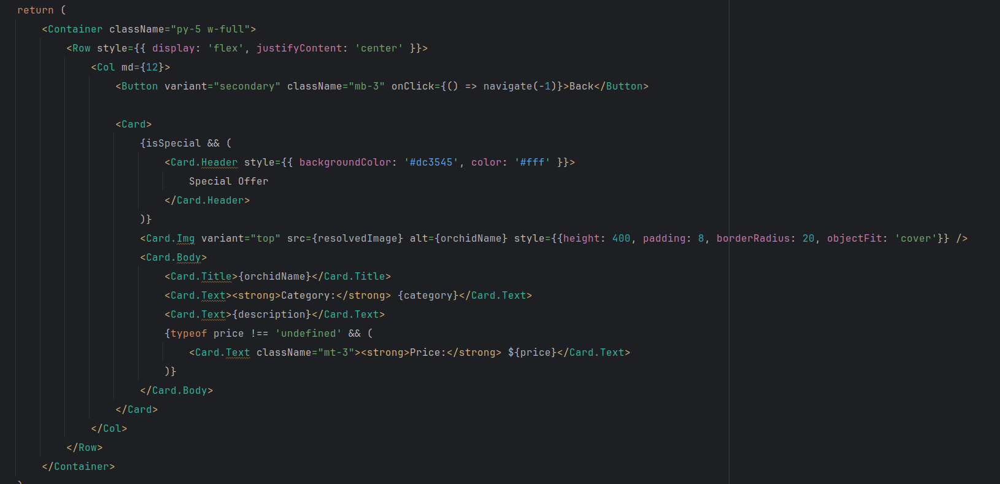 return (
<Container className="py-5 w-full">
<Row style={{ display: 'flex', justifyContent: 'center' }}>
<Col md={12}>
<Button variant="secondary" className="mb-3" onClick={() => navigate(-1)}>Back</Button>
<Card>
{isSpecial && (
<Card.Header style={{ backgroundColor: '#dc3545', color: '#fff' }}>
Special Offer
</Card.Header>
)}
<Card.Img variant="top" src={resolvedImage} alt={orchidName} style={{height: 400, padding: 8, borderRadius: 20, objectFit: 'cover'}} />
<Card.Body>
<Card.Title>{orchidName}</Card.Title>
<Card.Text><strong>Category:</strong> {category}</Card.Text>
<Card.Text>{description}</Card.Text>
{typeof price !== 'undefined' && (
<Card.Text className="mt-3"><strong>Price:</strong> ${price}</Card.Text>
)}
</Card.Body>
</Card>
</Col>
</Row>
</Container>